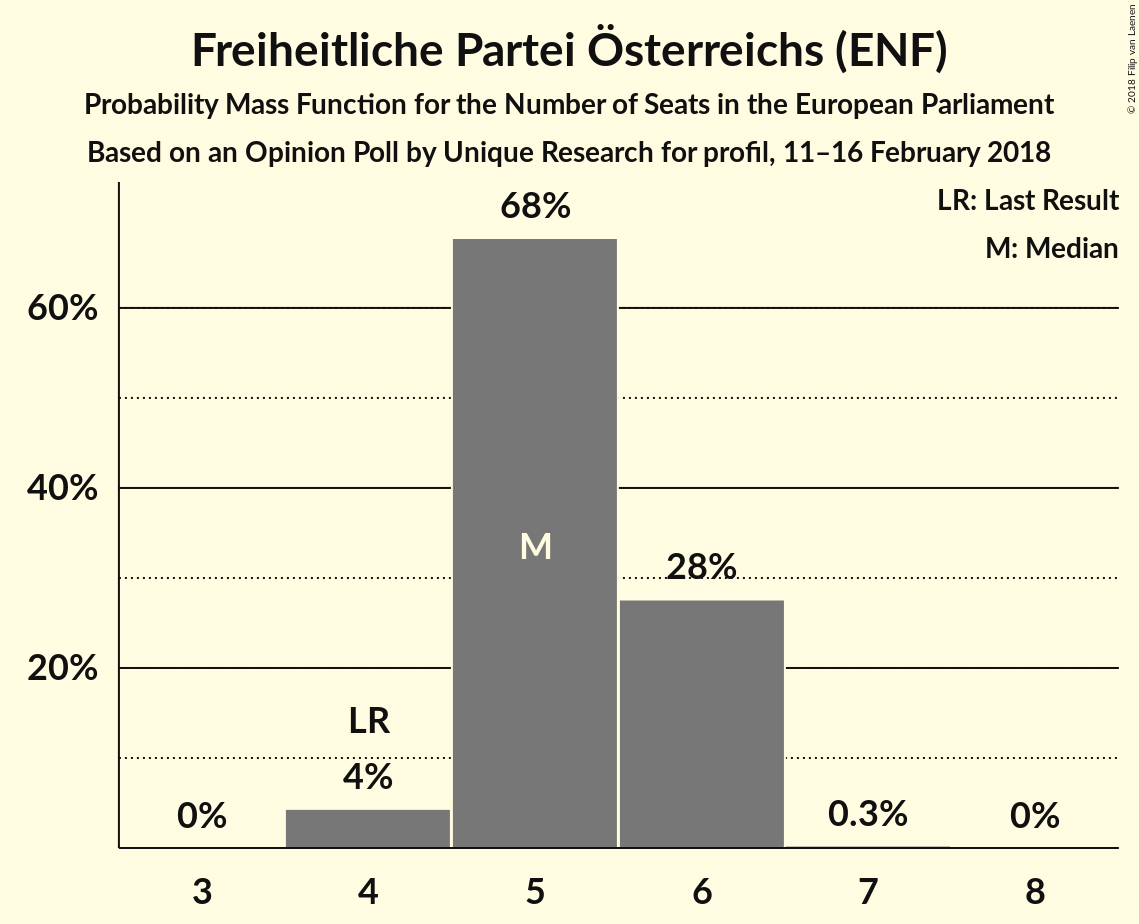 Freiheitliche Partei Österreichs (ENF)
Probability Mass Function for the Number of Seats in the European Parliament
Based on an Opinion Poll by Unique Research for profil, 11–16 February 2018
© 2018 Filip van Laenen
LR: Last Result
M: Median
68%
60%
40%
M
28%
20%
LR
4%
0%
0.3%
0%
3 4 5 6 7 8